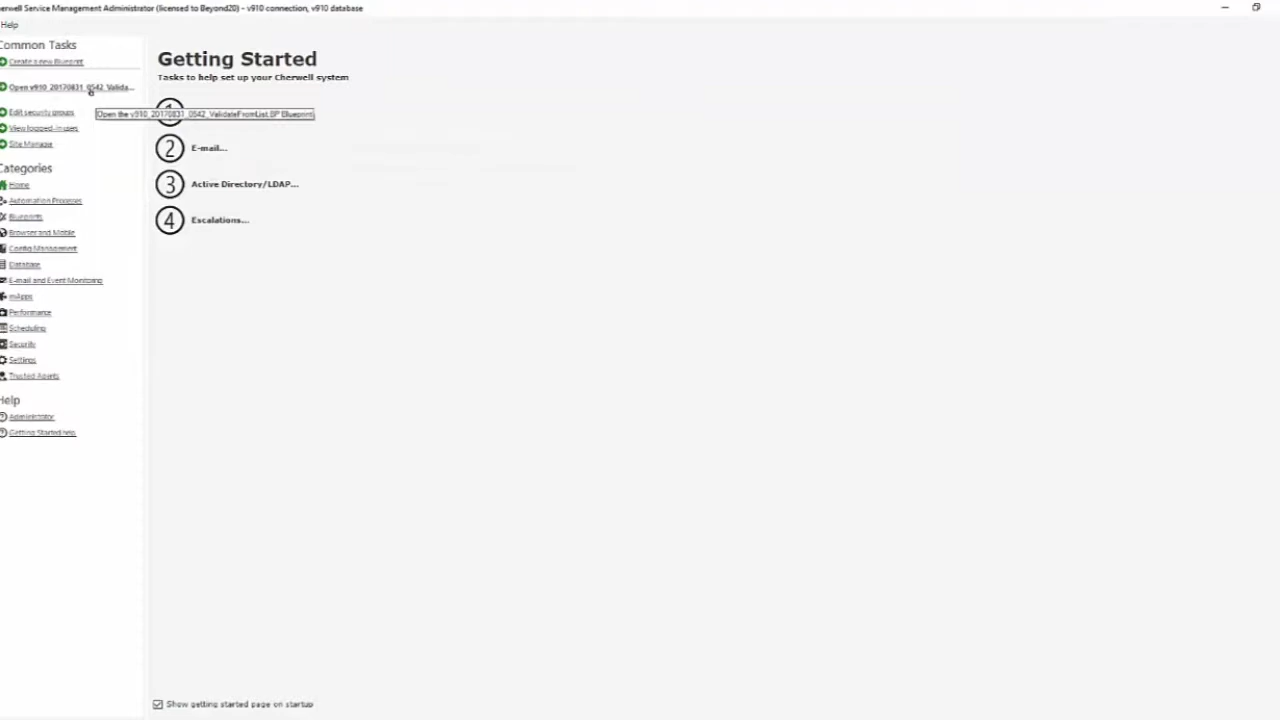 erwell Service Management Administrator (licensed to Beyond20) - v910 connection, v910 database
Help
Common Tasks
Create a new Blueprint
Open v910_20170831_0542_Valida...
Open the v910_20170831_0542_ValidateFromList.BP Blueprint
Edit security groups
View logged-in users
Site Manager
Categories
Home
Automation Processes
Blueprints
Browser and Mobile
Config Management
Database
E-mail and Event Monitoring
mApps
Performance
Scheduling
Security
Settings
Trusted Agents
Help
Administrator
Getting Started help
Getting Started
Tasks to help set up your Cherwell system
2 E-mail...
3 Active Directory/LDAP...
4 Escalations...
Show getting started page on startup